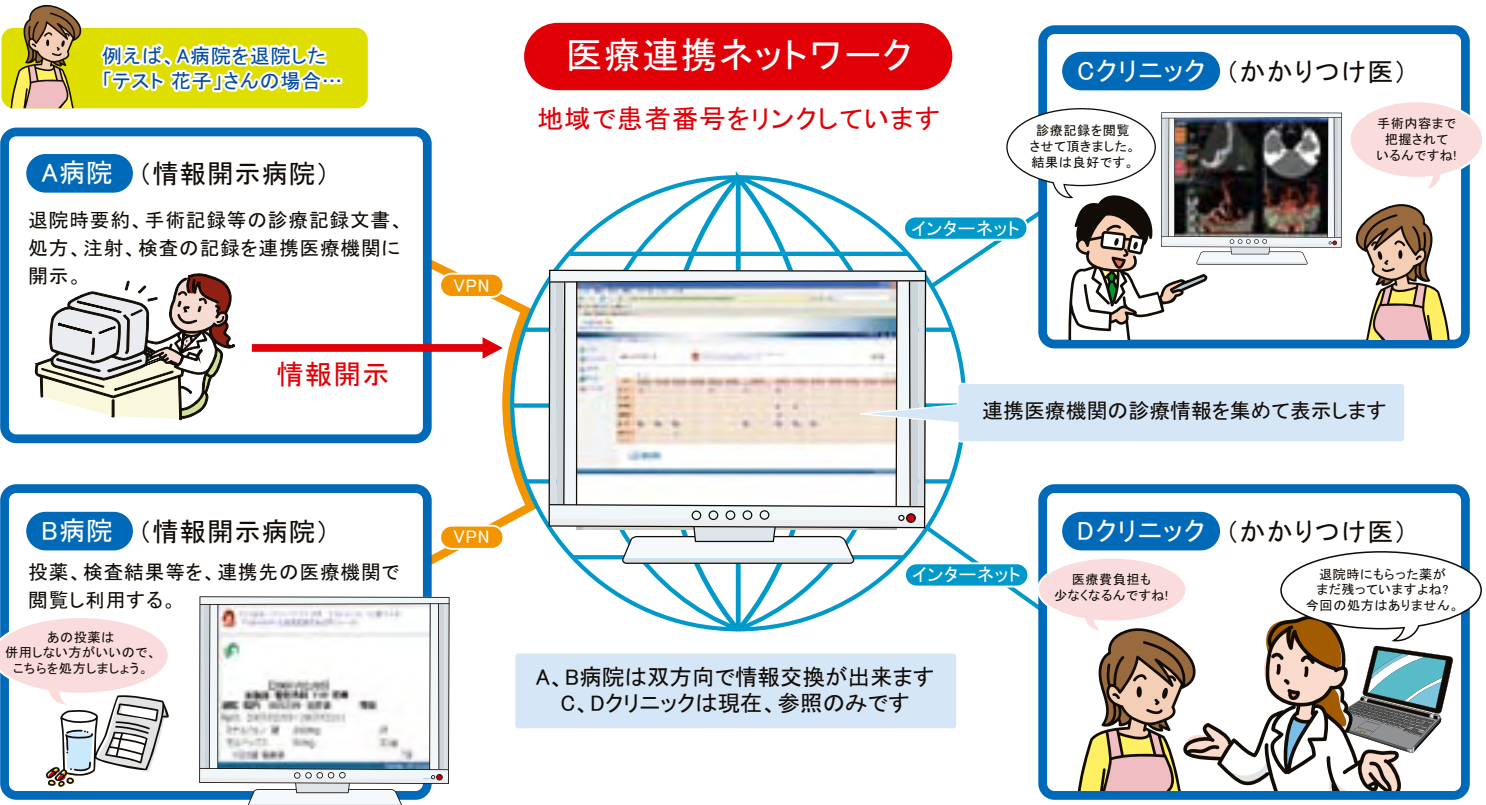 例えば、A病院を退院した
「テスト 花子」さんの場合…
医療連携ネットワーク
地域で患者番号をリンクしています
A病院
(情報開示病院)
退院時要約、手術記録等の診療記録文書、
処方、注射、検査の記録を連携医療機関に
開示。
情報開示
VPN
B病院
(情報開示病院)
投薬、検査結果等を、連携先の医療機関で
閲覧し利用する。
あの投薬は
併用しない方がいいので、
こちらを処方しましょう。
VPN
連携医療機関の診療情報を集めて表示します
A、B病院は双方向で情報交換が出来ます
C、Dクリニックは現在、参照のみです
インターネット
Cクリニック
(かかりつけ医)
診療記録を閲覧
させて頂きました。
結果は良好です。
手術内容まで
把握されて
いるんですね!
インターネット
Dクリニック
(かかりつけ医)
医療費負担も
少なくなるんですね!
退院時にもらった薬が
まだ残っていますよね?
今回の処方はありません。